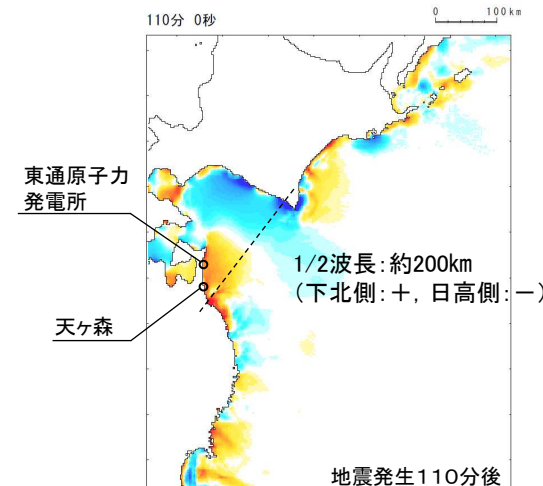 110分 0秒
0 100km
東通原子力
発電所
1/2波長：約200km
（下北側：＋，日高側：－）
天ヶ森
地震発生110分後